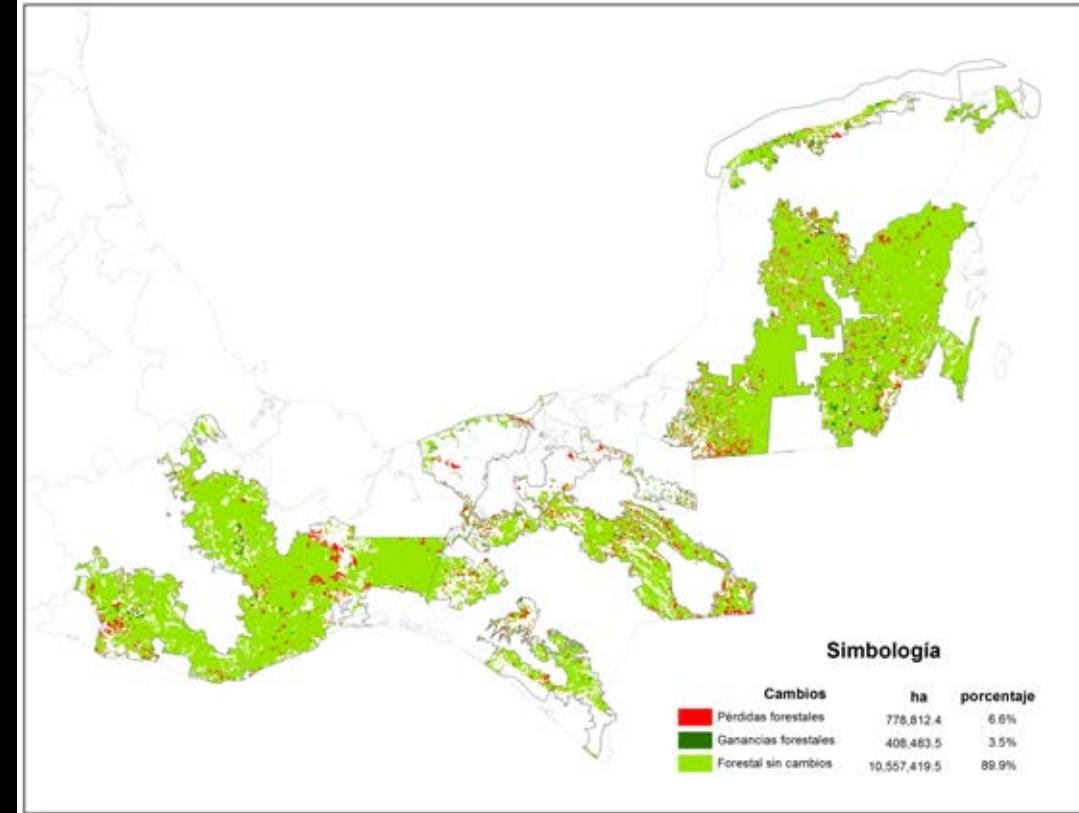 Simbología
Cambios ha porcentaje
Pérdidas forestales 778,812.4 6.6%
Ganancias forestales 408,483.5 3.5%
Forestal sin cambios 10,557,419.5 89.9%